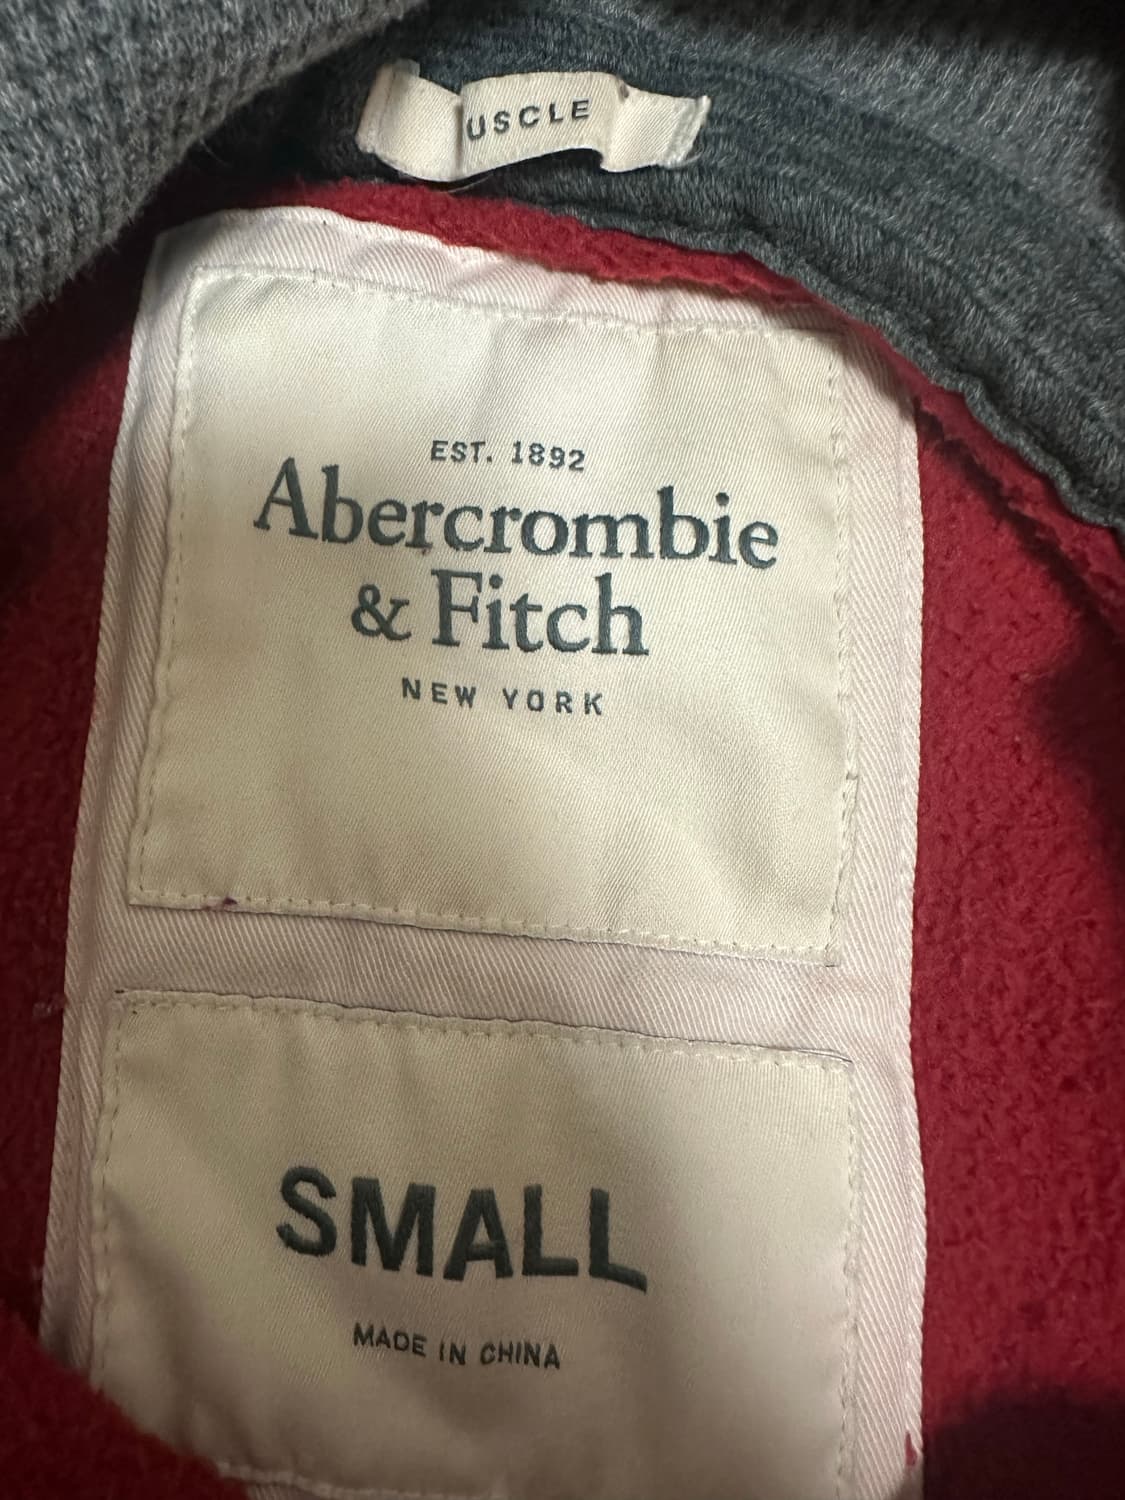 USCLE
EST. 1892
Abercrombie
& Fitch
NEW YORK
SMALL
MADE IN CHINA